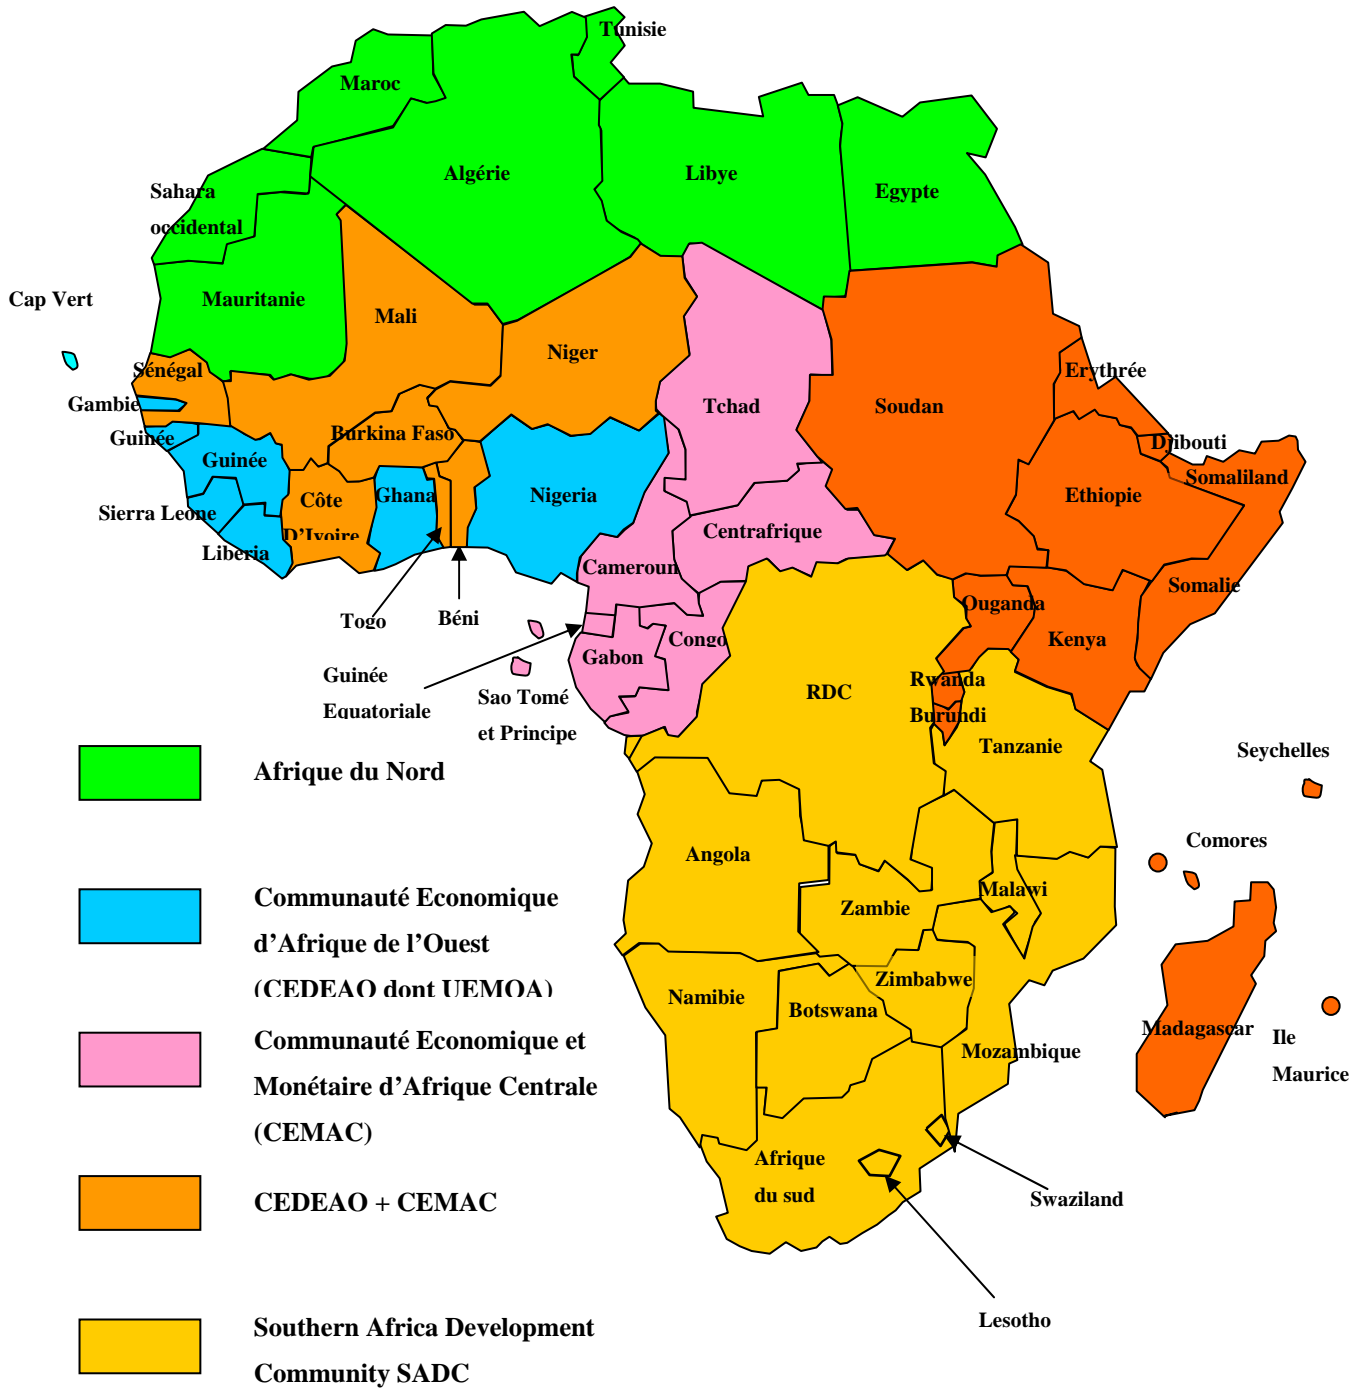 Tunisie
Maroc
Algérie
Libye
Egypte
Sahara
occidental
Cap Vert
Mauritanie
Mali
Niger
Sénégal
Erythrée
Tchad
Soudan
Gambie
Guinée
Burkina Faso
Djibouti
Guinée
Somaliland
Côte
D'Ivoire
Ghana
Nigeria
Ethiopie
Sierra Leone
Centrafrique
Liberia
Cameroun
Somalie
Togo
Béni
Ouganda
Kenya
Congo
Gabon
Guinée
Equatoriale
Sao Tomé
et Principe
RDC
Rwanda
Burundi
Tanzanie
Seychelles
Comores
Angola
Malawi
Zambie
Zimbabwe
Namibie
Botswana
Mozambique
Madagascar
Ile
Maurice
Afrique
du sud
Swaziland
Lesotho
Afrique du Nord
Communauté Economique
d'Afrique de l'Ouest
(CEDEAO dont UEMOA)
Communauté Economique et
Monétaire d'Afrique Centrale
(CEMAC)
CEDEAO + CEMAC
Southern Africa Development
Community SADC